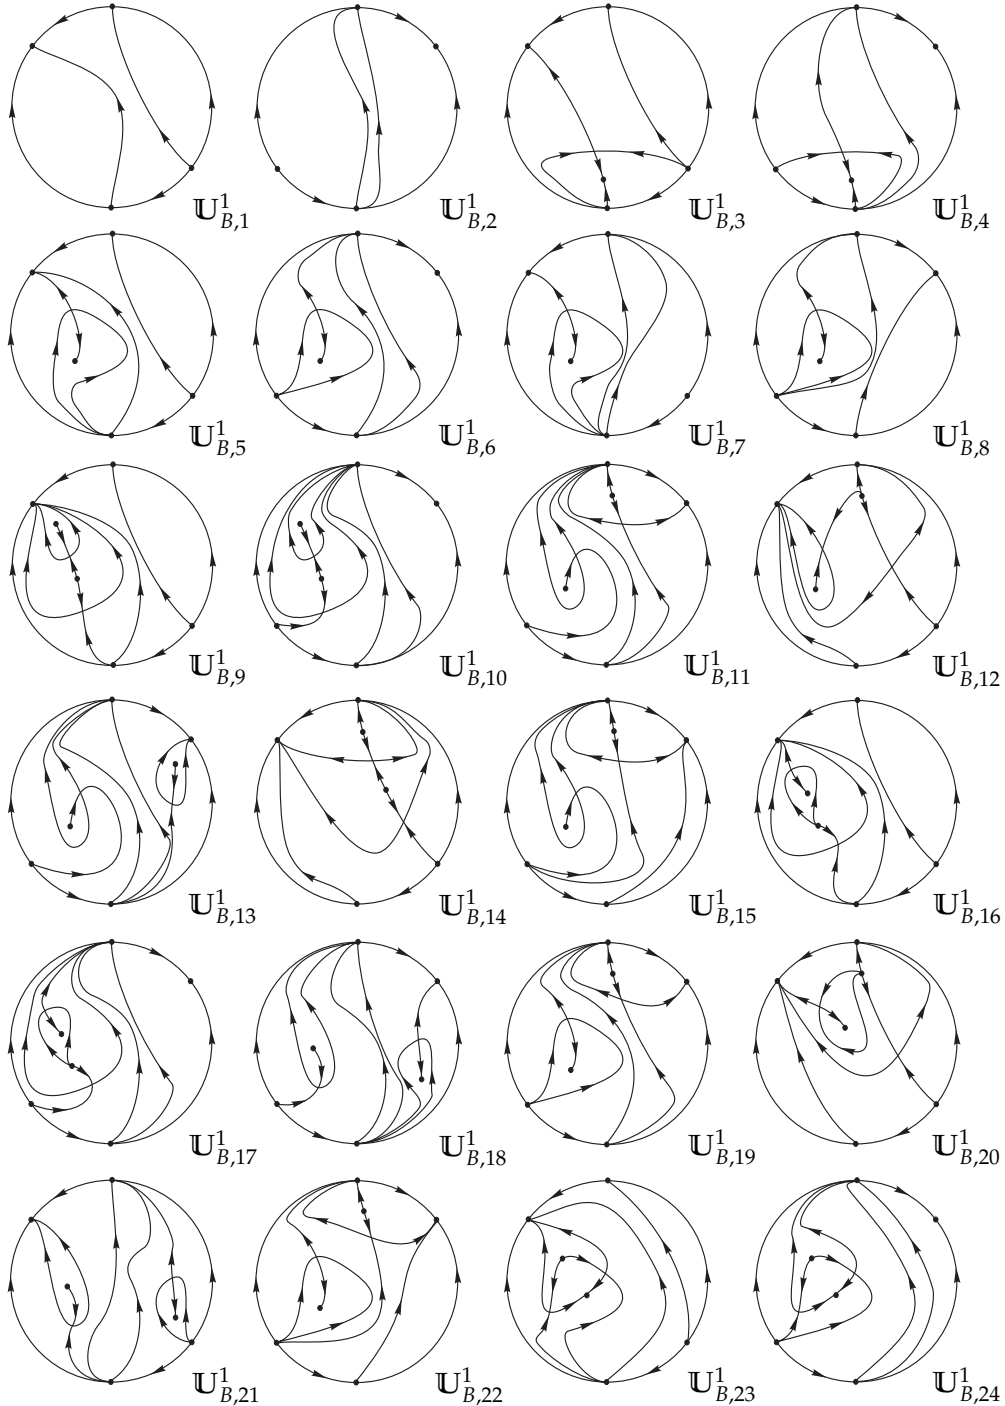 𝕌¹_{B,1} 𝕌¹_{B,2} 𝕌¹_{B,3} 𝕌¹_{B,4}
𝕌¹_{B,5} 𝕌¹_{B,6} 𝕌¹_{B,7} 𝕌¹_{B,8}
𝕌¹_{B,9} 𝕌¹_{B,10} 𝕌¹_{B,11} 𝕌¹_{B,12}
𝕌¹_{B,13} 𝕌¹_{B,14} 𝕌¹_{B,15} 𝕌¹_{B,16}
𝕌¹_{B,17} 𝕌¹_{B,18} 𝕌¹_{B,19} 𝕌¹_{B,20}
𝕌¹_{B,21} 𝕌¹_{B,22} 𝕌¹_{B,23} 𝕌¹_{B,24}